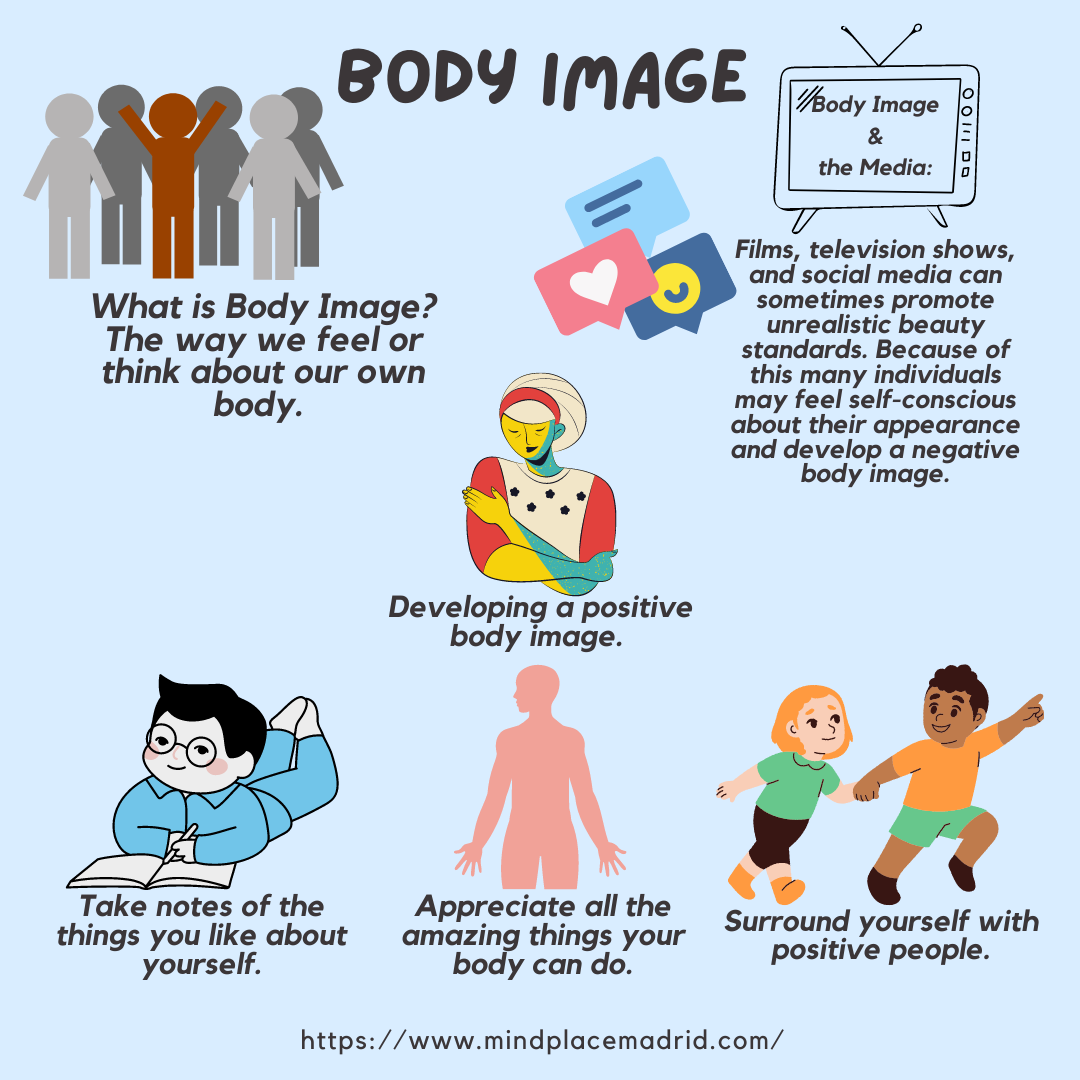 BODY IMAGE
What is Body Image?
The way we feel or
think about our own
body.
Body Image
&
the Media:
Films, television shows,
and social media can
sometimes promote
unrealistic beauty
standards. Because of
this many individuals
may feel self-conscious
about their appearance
and develop a negative
body image.
Developing a positive
body image.
Take notes of the
things you like about
yourself.
Appreciate all the
amazing things your
body can do.
Surround yourself with
positive people.
https://www.mindplacemadrid.com/